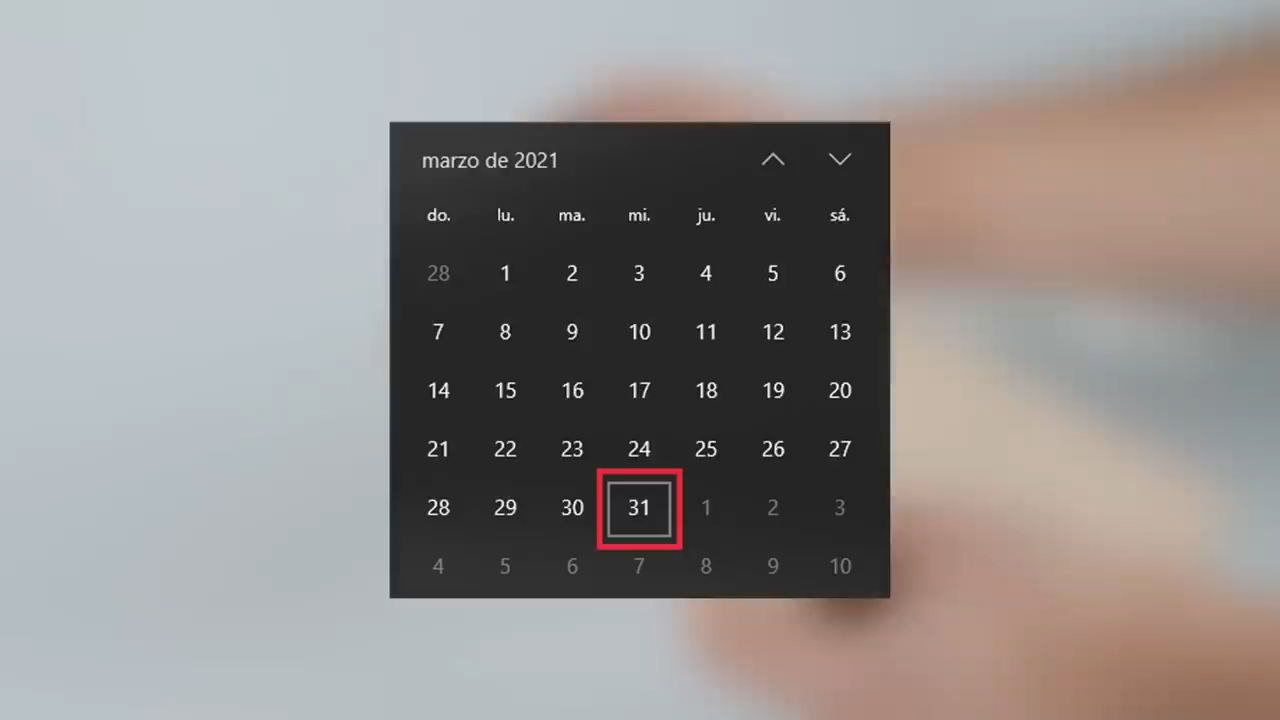 marzo de 2021
do. lu. ma. mi. ju. vi. sá.
28 1 2 3 4 5 6
7 8 9 10 11 12 13
14 15 16 17 18 19 20
21 22 23 24 25 26 27
28 29 30 31 1 2 3
4 5 6 7 8 9 10